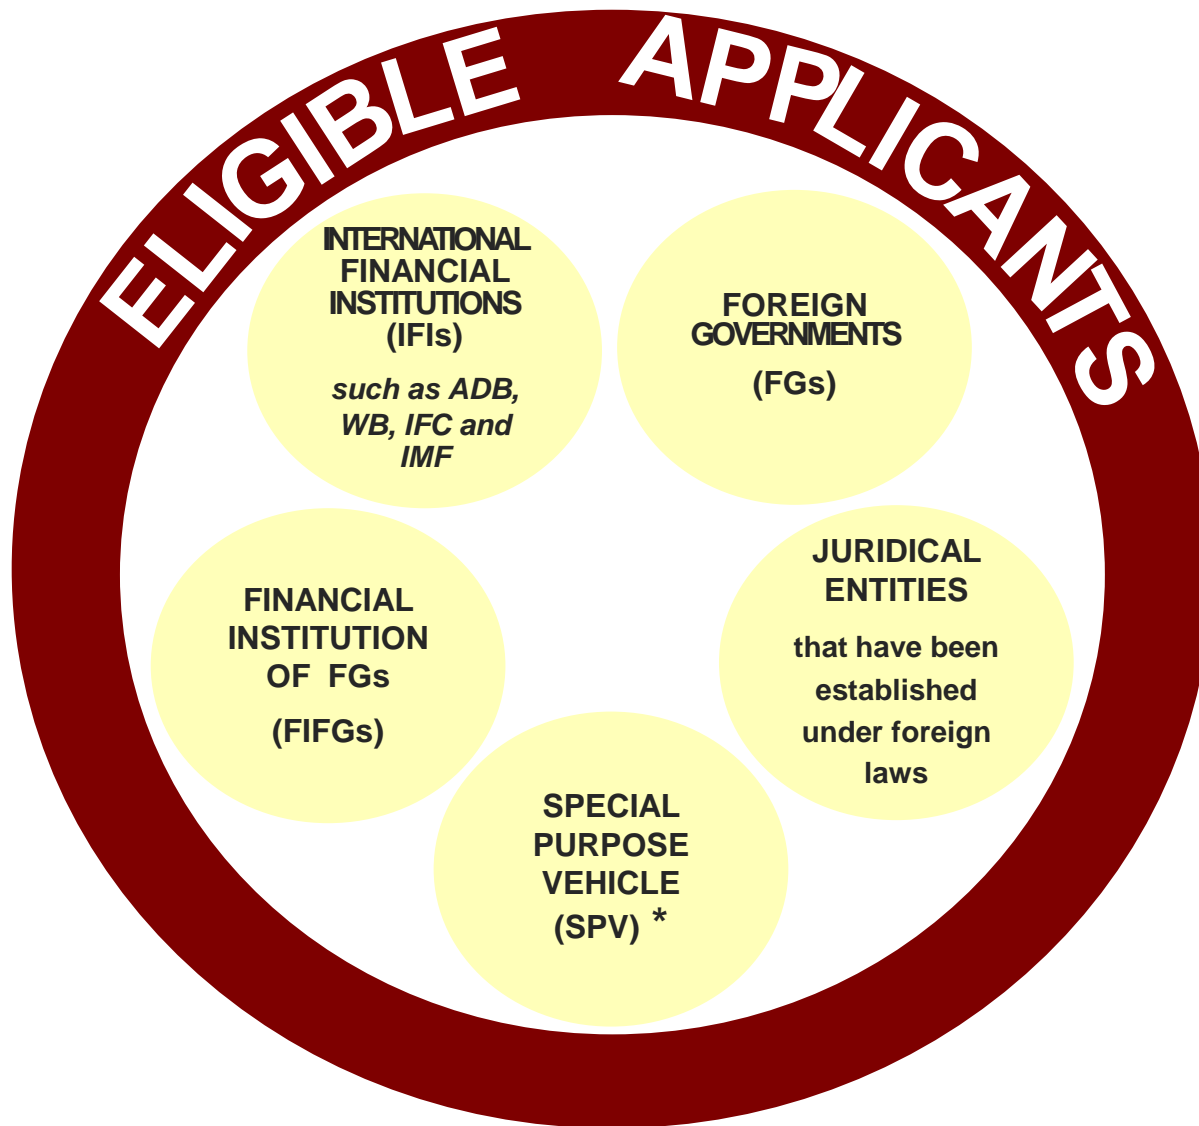 ELIGIBLE APPLICANTS
INTERNATIONAL
FINANCIAL
INSTITUTIONS
(IFIs)
such as ADB,
WB, IFC and
IMF
FOREIGN
GOVERNMENTS
(FGs)
FINANCIAL
INSTITUTION
OF FGs
(FIFGs)
JURIDICAL
ENTITIES
that have been
established
under foreign
laws
SPECIAL
PURPOSE
VEHICLE
(SPV) *